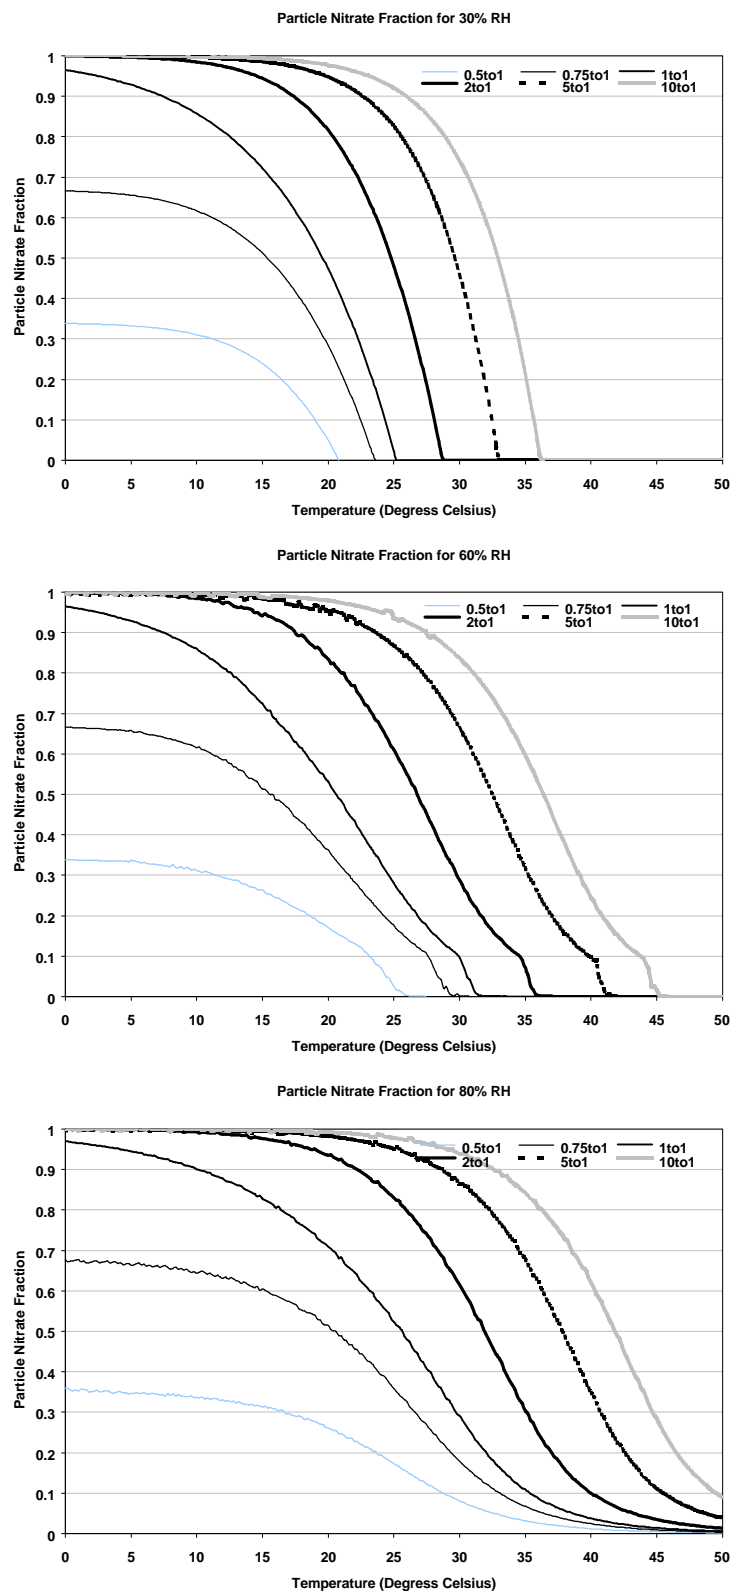 Particle Nitrate Fraction for 30% RH
1
0.9
0.8
0.7
0.6
0.5
0.4
0.3
0.2
0.1
0
Particle Nitrate Fraction
0.5to1 0.75to1 1to1
2to1 5to1 10to1
0 5 10 15 20 25 30 35 40 45 50
Temperature (Degress Celsius)
Particle Nitrate Fraction for 60% RH
1
0.9
0.8
0.7
0.6
0.5
0.4
0.3
0.2
0.1
0
Particle Nitrate Fraction
0.5to1 0.75to1 1to1
2to1 5to1 10to1
0 5 10 15 20 25 30 35 40 45 50
Temperature (Degress Celsius)
Particle Nitrate Fraction for 80% RH
1
0.9
0.8
0.7
0.6
0.5
0.4
0.3
0.2
0.1
0
Particle Nitrate Fraction
0.5to1 0.75to1 1to1
2to1 5to1 10to1
0 5 10 15 20 25 30 35 40 45 50
Temperature (Degress Celsius)